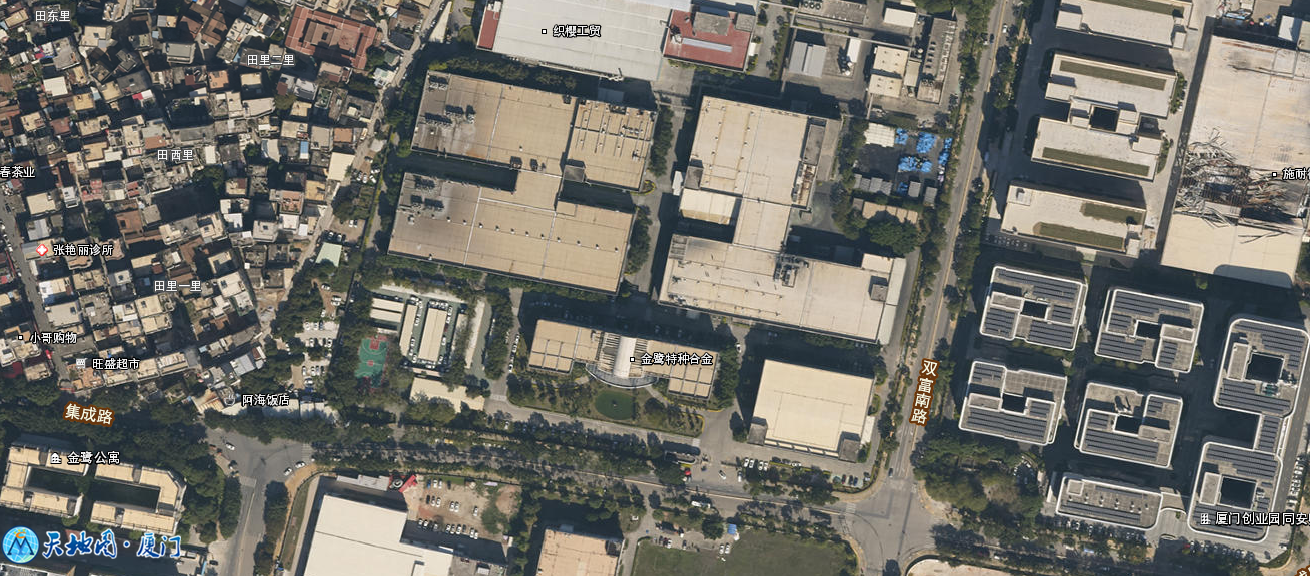 田东里
织樱工贸
田里二里
田西里
春茶业
施耐
张艳丽诊所
田里一里
小哥购物
旺盛超市
金鹭特种合金
阿海饭店
双富南路
集成路
金鹭公寓
厦门创业园同安
天地图·厦门